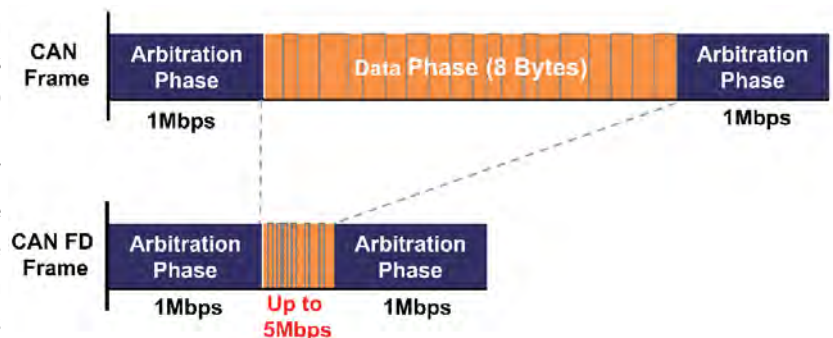 CAN
Frame
Arbitration
Phase
Data Phase (8 Bytes)
Arbitration
Phase
1Mbps
1Mbps
CAN FD
Frame
Arbitration
Phase
Arbitration
Phase
1Mbps
Up to
5Mbps
1Mbps